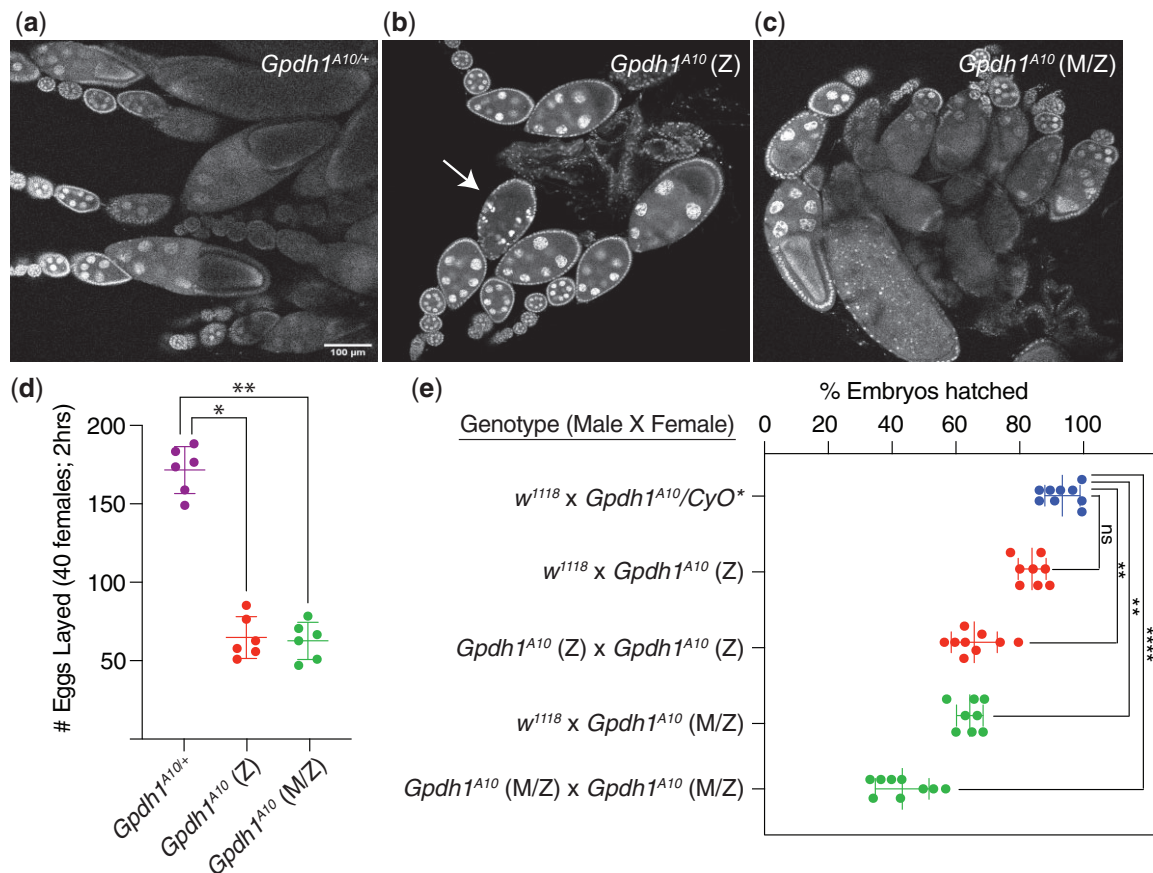 (a)
Gpdh1A10/+
100 µm
(b)
Gpdh1A10 (Z)
(c)
Gpdh1A10 (M/Z)
(d)
# Eggs Layed (40 females; 2hrs)
200
150
100
50
**
*
Gpdh1A10/+
Gpdh1A10 (Z)
Gpdh1A10 (M/Z)
(e)
% Embryos hatched
0 20 40 60 80 100
Genotype (Male X Female)
w1118 x Gpdh1A10/CyO*
w1118 x Gpdh1A10 (Z)
Gpdh1A10 (Z) x Gpdh1A10 (Z)
w1118 x Gpdh1A10 (M/Z)
Gpdh1A10 (M/Z) x Gpdh1A10 (M/Z)
ns
**
**
****